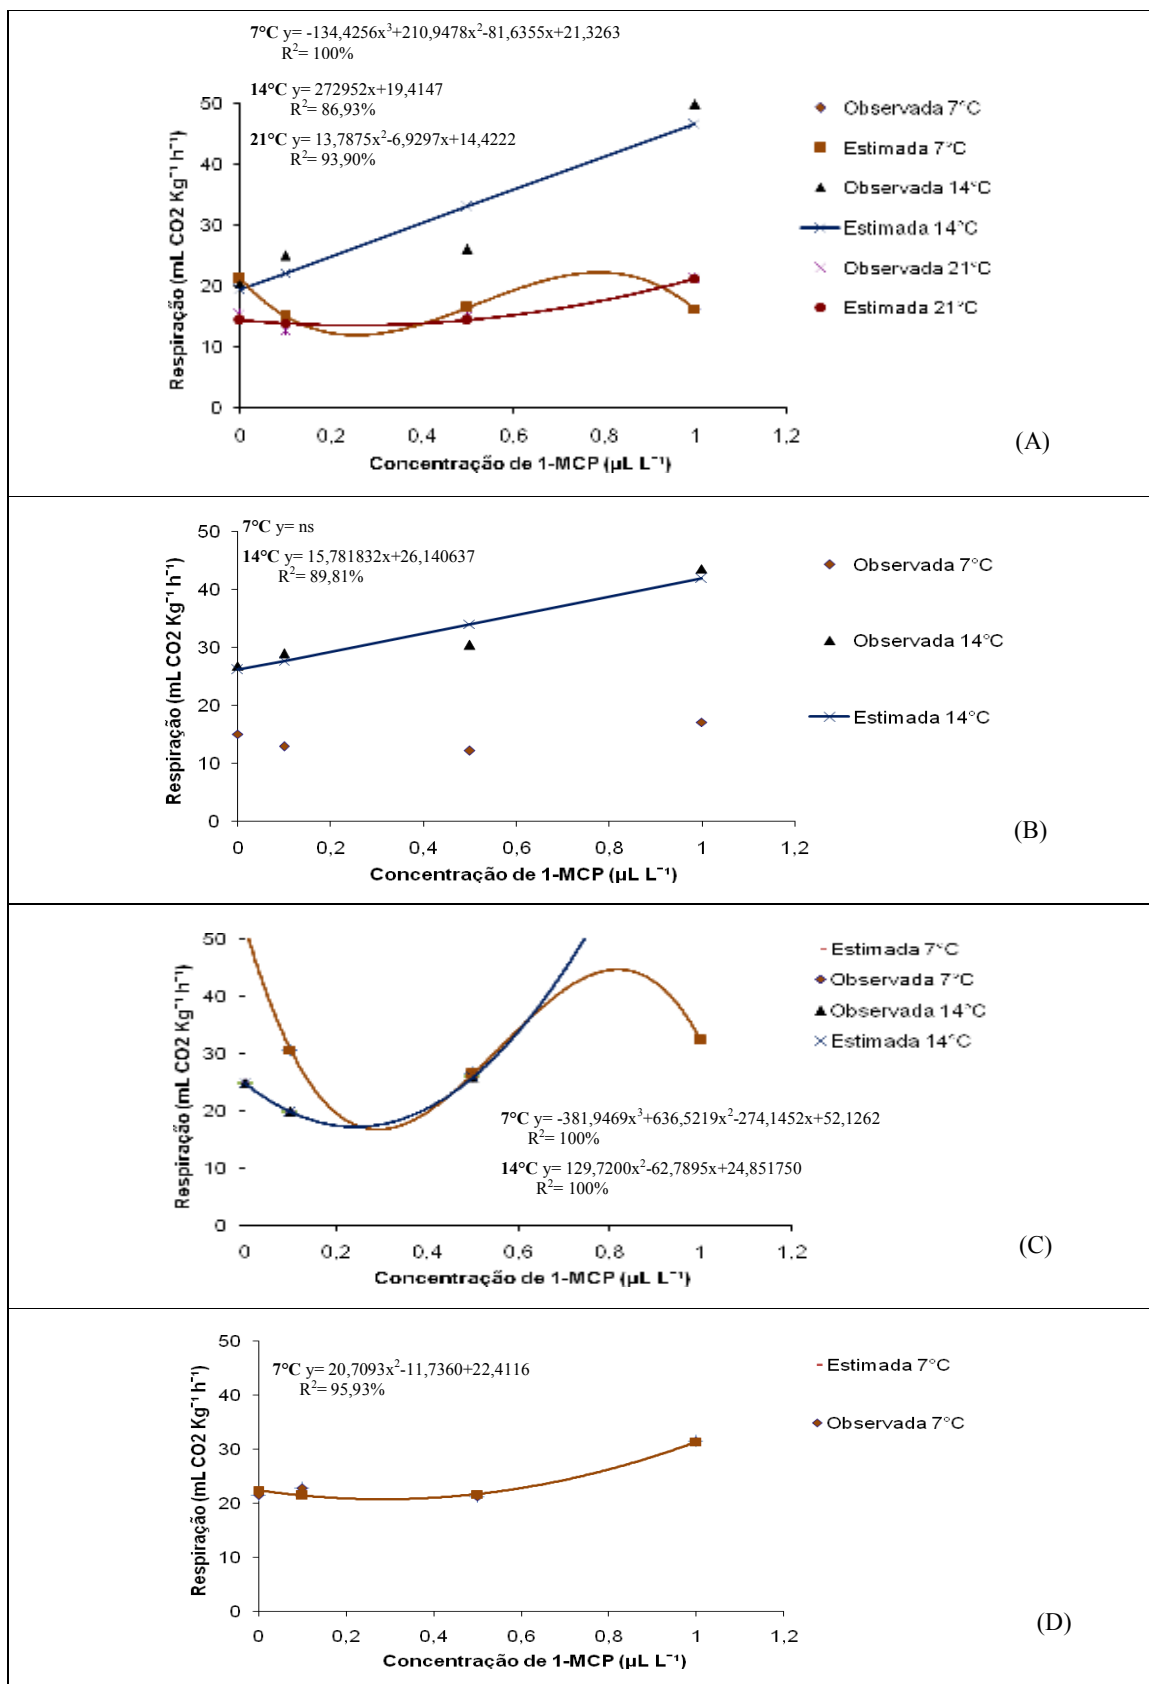 7°C y= -134,4256x³+210,9478x²-81,6355x+21,3263
R²= 100%
14°C y= 272952x+19,4147
R²= 86,93%
21°C y= 13,7875x²-6,9297x+14,4222
R²= 93,90%
50
40
30
20
10
0
Respiração (mL CO2 Kg⁻¹ h⁻¹)
0 0,2 0,4 0,6 0,8 1 1,2
Concentração de 1-MCP (µL L⁻¹)
Observada 7°C
Estimada 7°C
Observada 14°C
Estimada 14°C
Observada 21°C
Estimada 21°C
(A)
7°C y= ns
14°C y= 15,781832x+26,140637
R²= 89,81%
50
40
30
20
10
0
Respiração (mL CO2 Kg⁻¹ h⁻¹)
0 0,2 0,4 0,6 0,8 1 1,2
Concentração de 1-MCP (µL L⁻¹)
Observada 7°C
Observada 14°C
Estimada 14°C
(B)
50
40
30
20
10
0
Respiração (mL CO2 Kg⁻¹ h⁻¹)
0 0,2 0,4 0,6 0,8 1 1,2
Concentração de 1-MCP (µL L⁻¹)
Estimada 7°C
Observada 7°C
Observada 14°C
Estimada 14°C
7°C y= -381,9469x³+636,5219x²-274,1452x+52,1262
R²= 100%
14°C y= 129,7200x²-62,7895x+24,851750
R²= 100%
(C)
50
40
30
20
10
0
Respiração (mL CO2 Kg⁻¹ h⁻¹)
7°C y= 20,7093x²-11,7360+22,4116
R²= 95,93%
0 0,2 0,4 0,6 0,8 1 1,2
Concentração de 1-MCP (µL L⁻¹)
Estimada 7°C
Observada 7°C
(D)